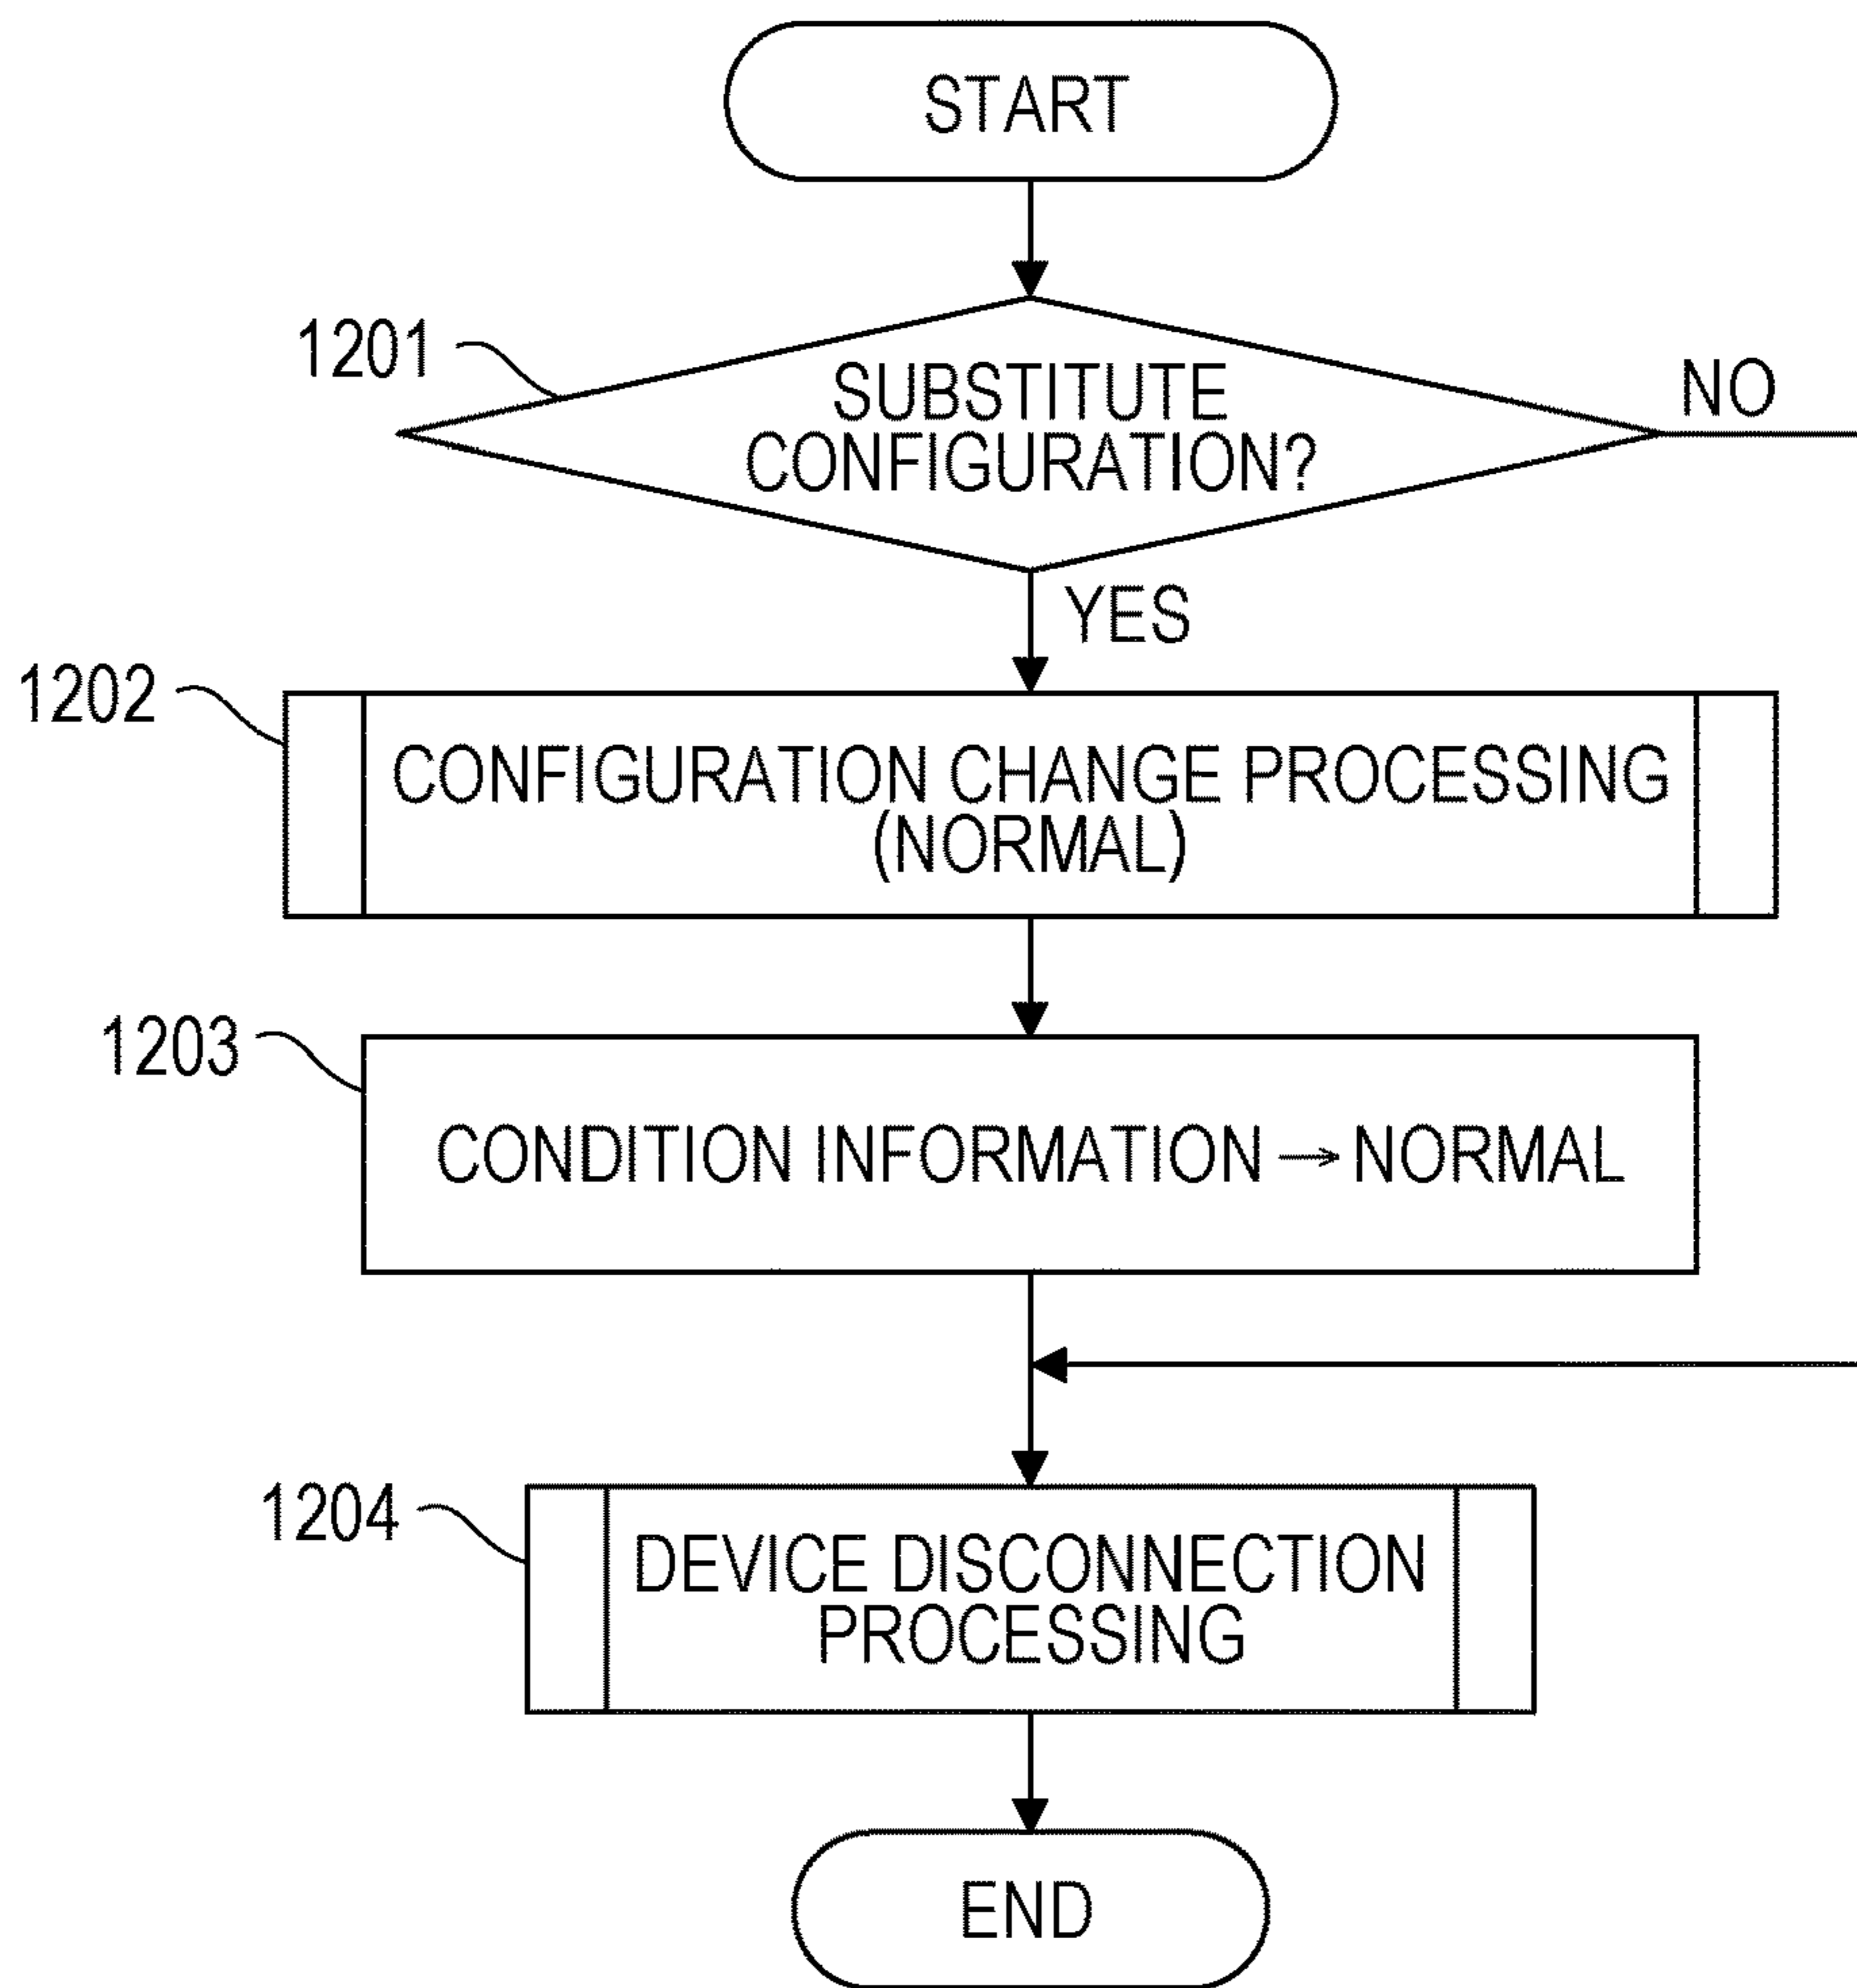 START
1201
SUBSTITUTE
CONFIGURATION?
NO
YES
1202
CONFIGURATION CHANGE PROCESSING
(NORMAL)
1203
CONDITION INFORMATION → NORMAL
1204
DEVICE DISCONNECTION
PROCESSING
END